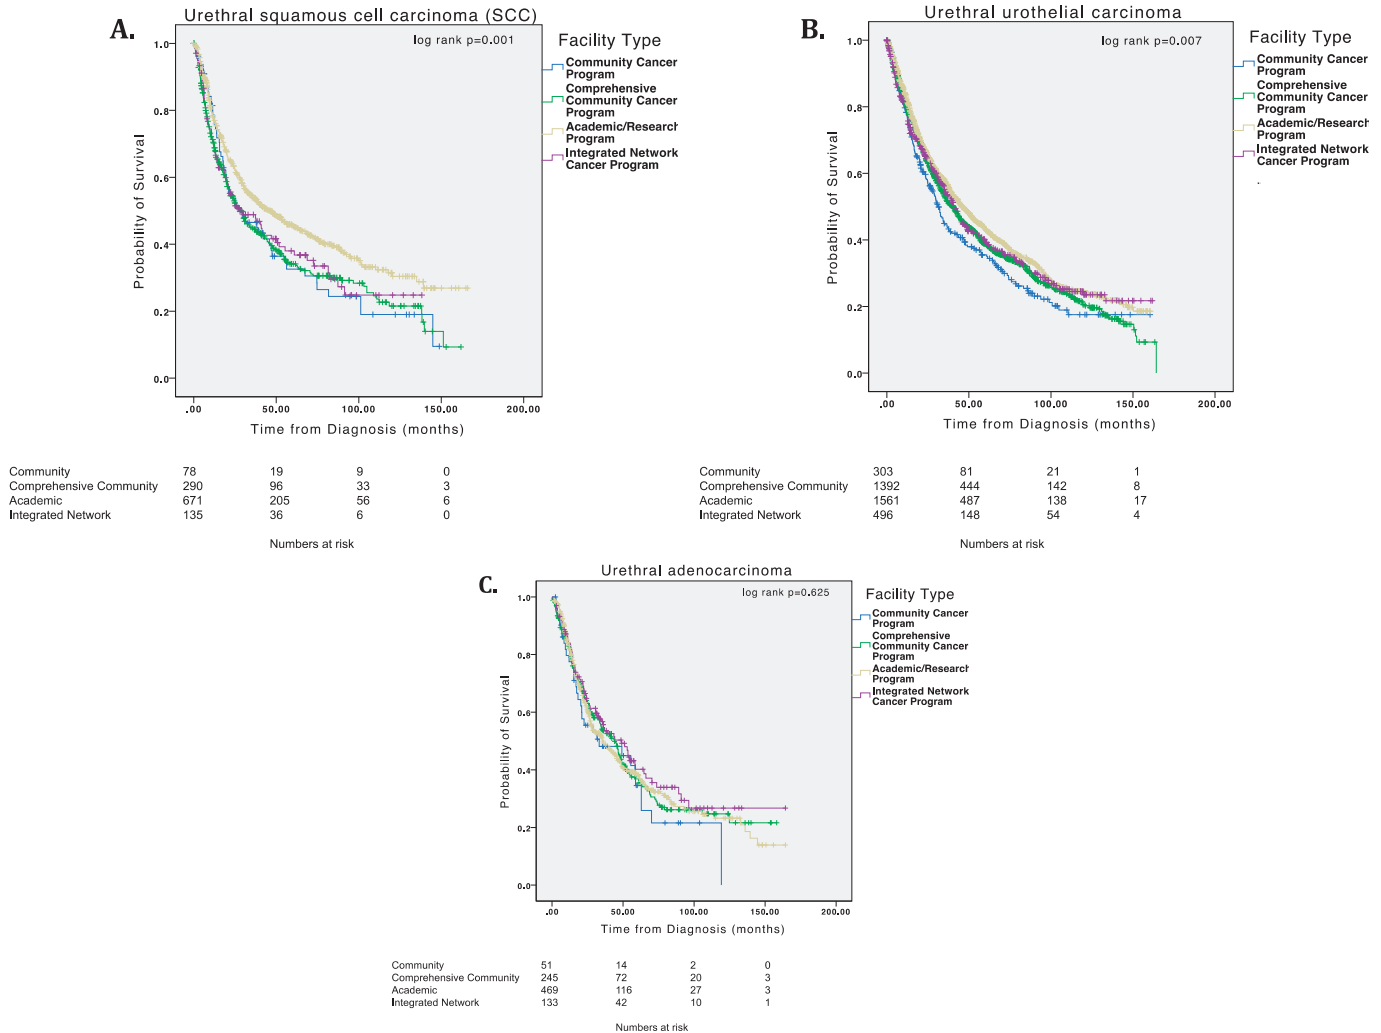 A.
Urethral squamous cell carcinoma (SCC)
log rank p=0.001
Facility Type
Community Cancer
Program
Comprehensive
Community Cancer
Program
Academic/Research
Program
Integrated Network
Cancer Program
Probability of Survival
1.0
0.8
0.6
0.4
0.2
0.0
.00 50.00 100.00 150.00 200.00
Time from Diagnosis (months)
Community 78 19 9 0
Comprehensive Community 290 96 33 3
Academic 671 205 56 6
Integrated Network 135 36 6 0
Numbers at risk
B.
Urethral urothelial carcinoma
log rank p=0.007
Facility Type
Community Cancer
Program
Comprehensive
Community Cancer
Program
Academic/Research
Program
Integrated Network
Cancer Program
Probability of Survival
1.0
0.8
0.6
0.4
0.2
0.0
.00 50.00 100.00 150.00 200.00
Time from Diagnosis (months)
Community 303 81 21 1
Comprehensive Community 1392 444 142 8
Academic 1561 487 138 17
Integrated Network 496 148 54 4
Numbers at risk
C.
Urethral adenocarcinoma
log rank p=0.625
Facility Type
Community Cancer
Program
Comprehensive
Community Cancer
Program
Academic/Research
Program
Integrated Network
Cancer Program
Probability of Survival
1.0
0.8
0.6
0.4
0.2
0.0
.00 50.00 100.00 150.00 200.00
Time from Diagnosis (months)
Community 51 14 2 0
Comprehensive Community 245 72 20 3
Academic 469 116 27 3
Integrated Network 133 42 10 1
Numbers at risk